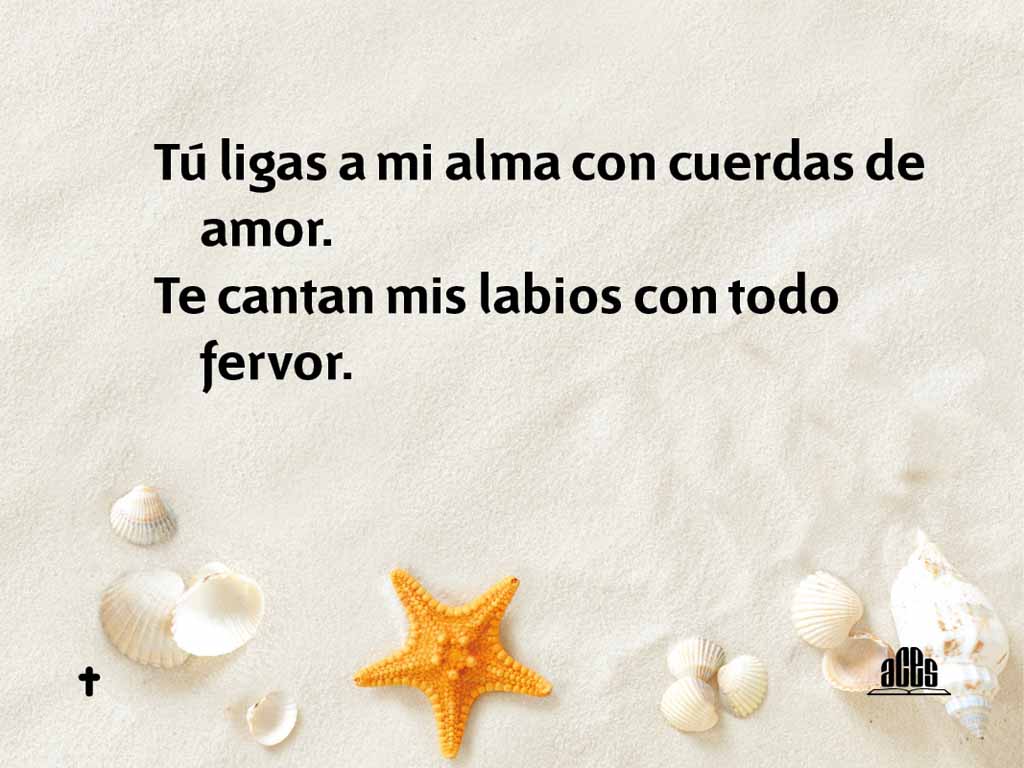 Tú ligas a mi alma con cuerdas de
amor.
Te cantan mis labios con todo
fervor.
aces